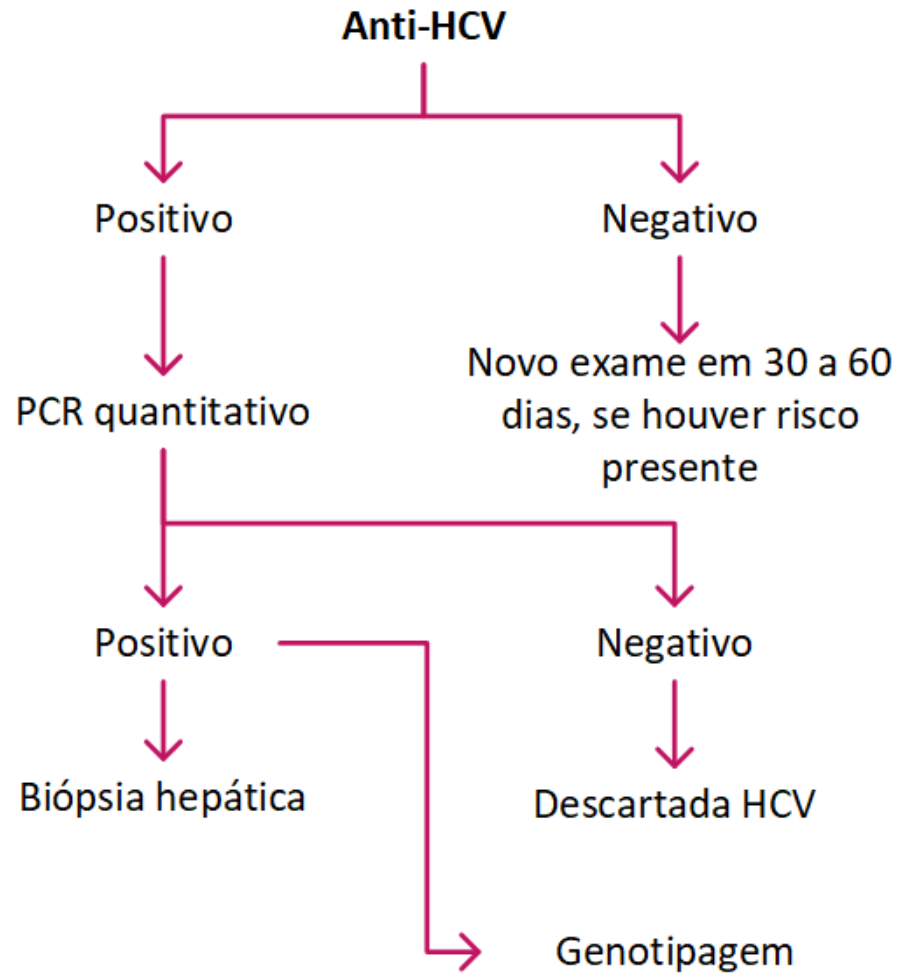 Anti-HCV
Positivo
Negativo
PCR quantitativo
Novo exame em 30 a 60
dias, se houver risco
presente
Positivo
Negativo
Biópsia hepática
Descartada HCV
Genotipagem